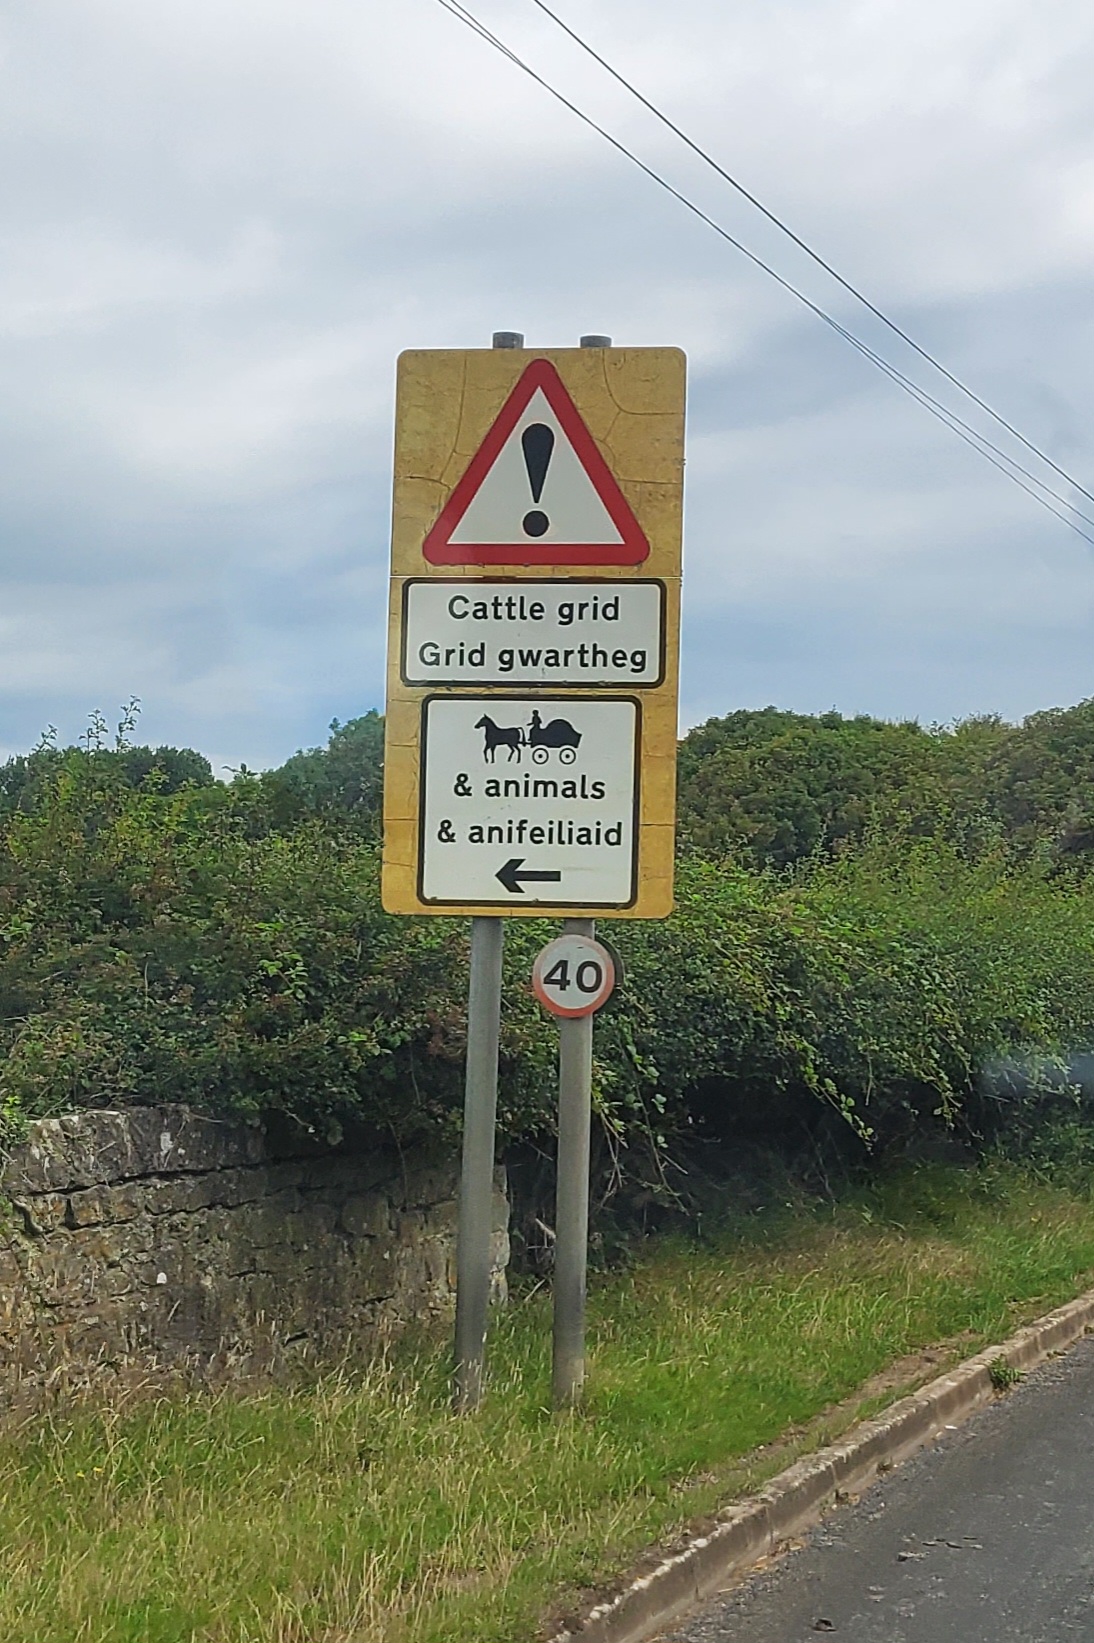 Cattle grid
Grid gwartheg
& animals
& anifeiliaid
40